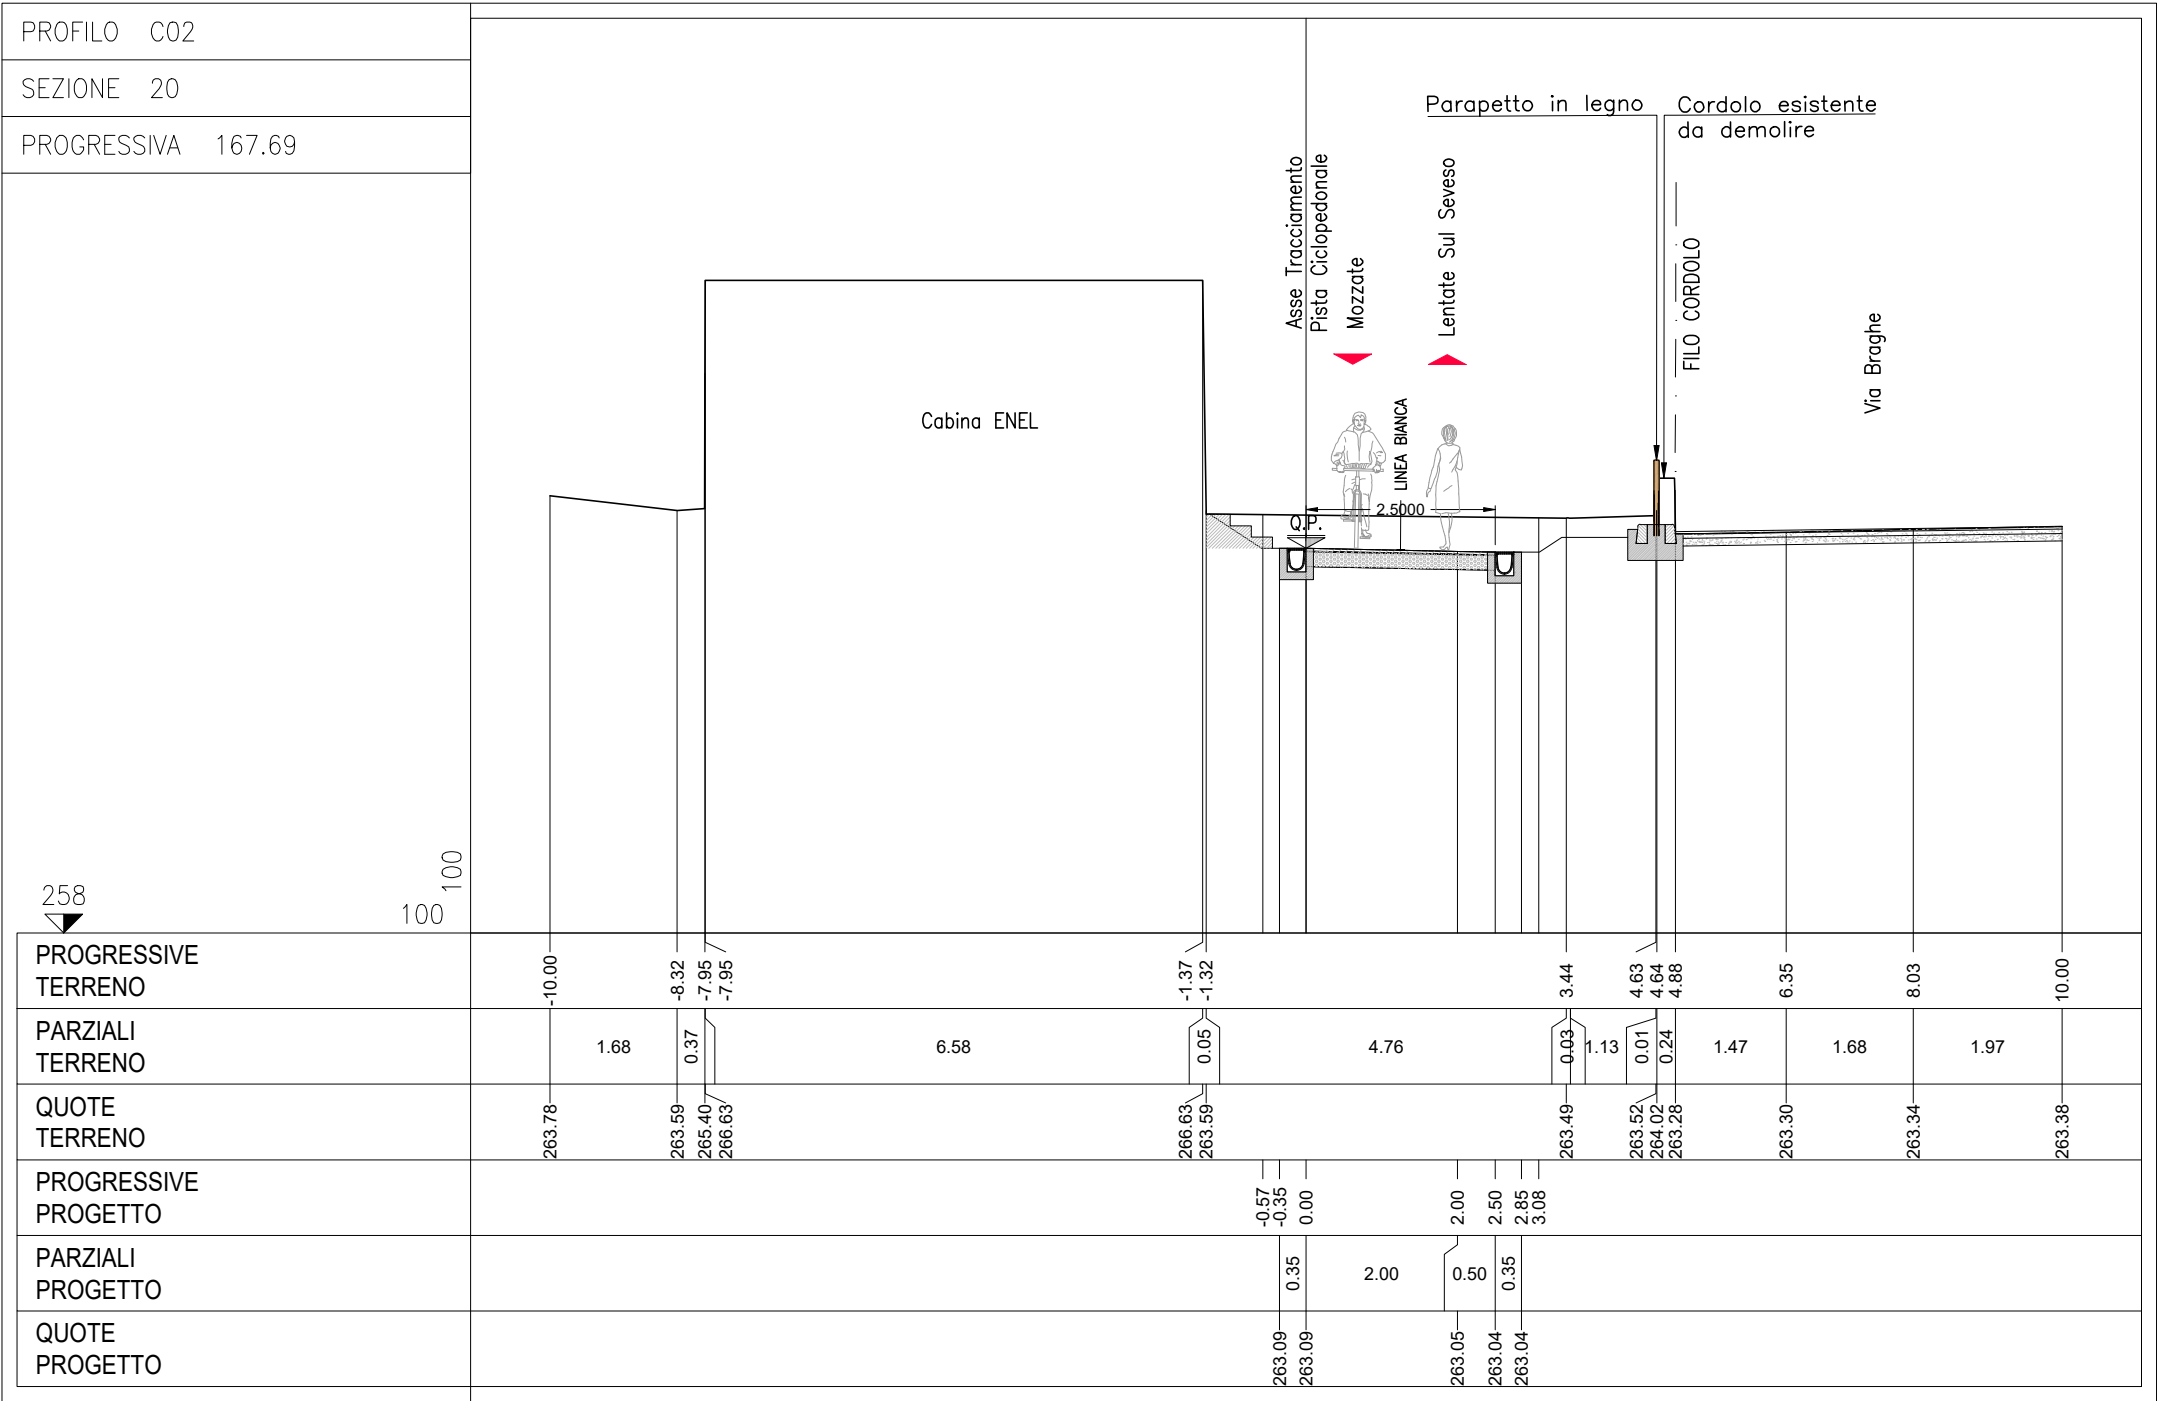 PROFILO C02
SEZIONE 20
PROGRESSIVA 167.69
Parapetto in legno
Cordolo esistente
da demolire
Asse Tracciamento
Pista Ciclopedonale
Mozzate
Lentate Sul Seveso
FILO CORDOLO
Via Braghe
Cabina ENEL
LINEA BIANCA
2.5000
Q.P.
258
100
100
PROGRESSIVE
TERRENO
-10.00 -8.32 -7.95 -7.95 -1.37 -1.32 3.44 4.63 4.64 4.88 6.35 8.03 10.00
PARZIALI
TERRENO
1.68 0.37 6.58 0.05 4.76 0.03 1.13 0.01 0.24 1.47 1.68 1.97
QUOTE
TERRENO
263.78 263.59 265.40 266.63 266.63 263.59 263.49 263.52 264.02 263.28 263.30 263.34 263.38
PROGRESSIVE
PROGETTO
-0.57 -0.35 0.00 2.00 2.50 2.85 3.08
PARZIALI
PROGETTO
0.35 2.00 0.50 0.35
QUOTE
PROGETTO
263.09 263.09 263.05 263.04 263.04